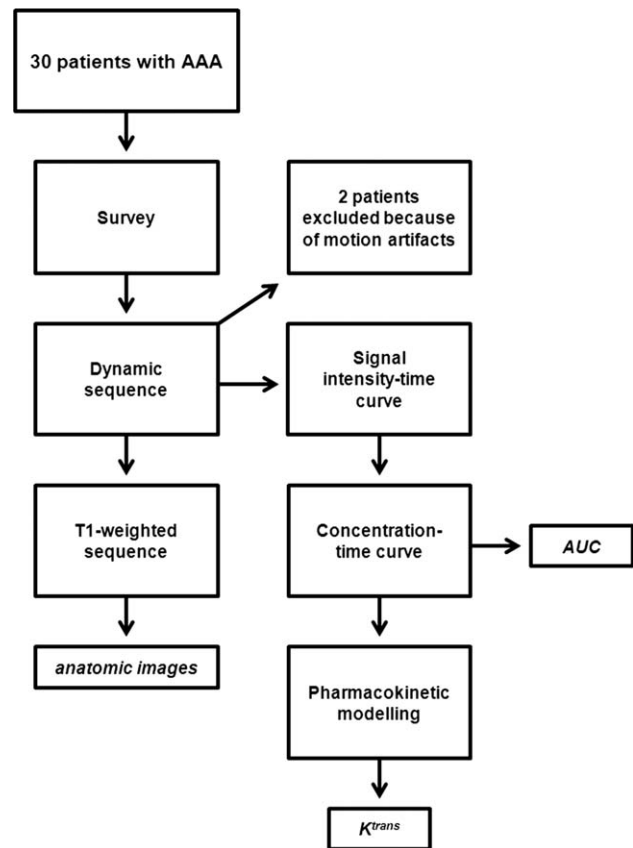 30 patients with AAA
Survey
2 patients
excluded because
of motion artifacts
Dynamic
sequence
Signal
intensity-time
curve
T1-weighted
sequence
Concentration-
time curve
AUC
anatomic images
Pharmacokinetic
modelling
K^trans